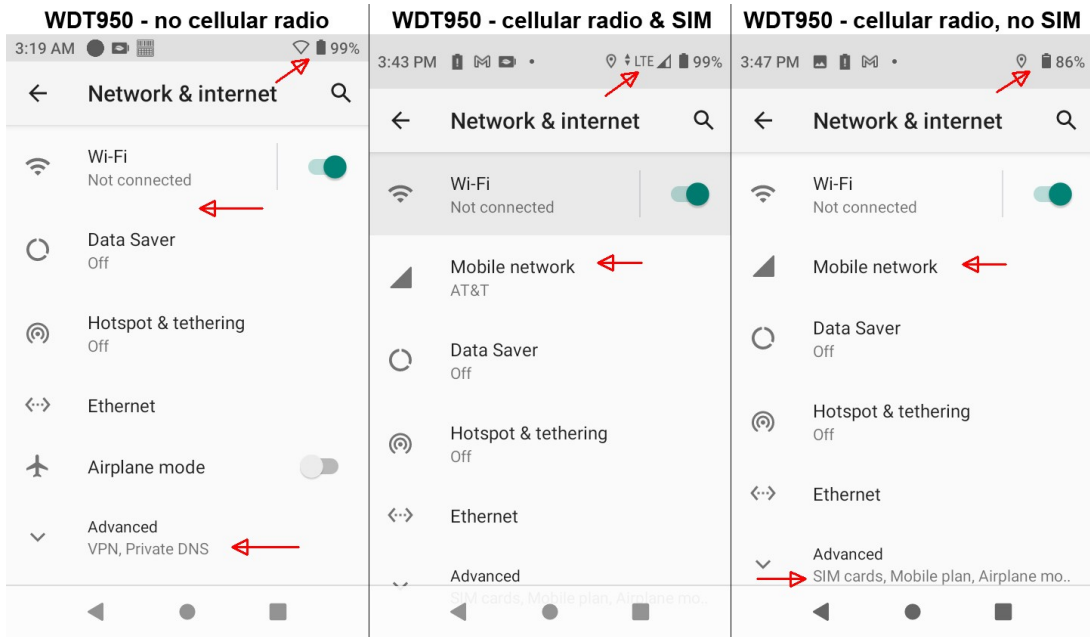 WDT950 - no cellular radio
3:19 AM 99%
Network & internet
Wi-Fi
Not connected
Data Saver
Off
Hotspot & tethering
Off
Ethernet
Airplane mode
Advanced
VPN, Private DNS
WDT950 - cellular radio & SIM
3:43 PM LTE 99%
Network & internet
Wi-Fi
Not connected
Mobile network
AT&T
Data Saver
Off
Hotspot & tethering
Off
Ethernet
Advanced
SIM cards, Mobile plan, Airplane mo..
WDT950 - cellular radio, no SIM
3:47 PM 86%
Network & internet
Wi-Fi
Not connected
Mobile network
Data Saver
Off
Hotspot & tethering
Off
Ethernet
Advanced
SIM cards, Mobile plan, Airplane mo..